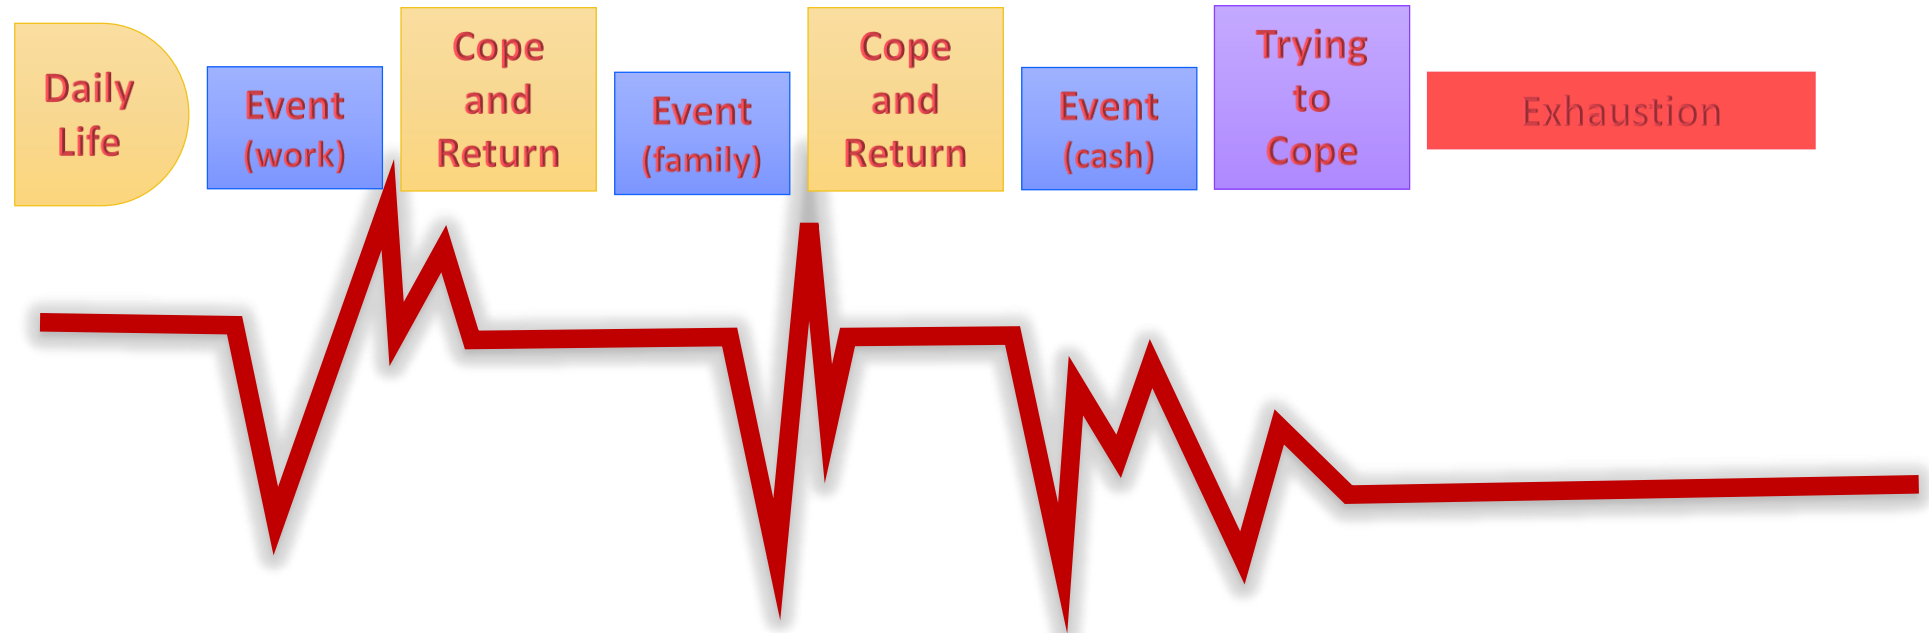 Daily
Life
Event
(work)
Cope
and
Return
Event
(family)
Cope
and
Return
Event
(cash)
Trying
to
Cope
Exhaustion